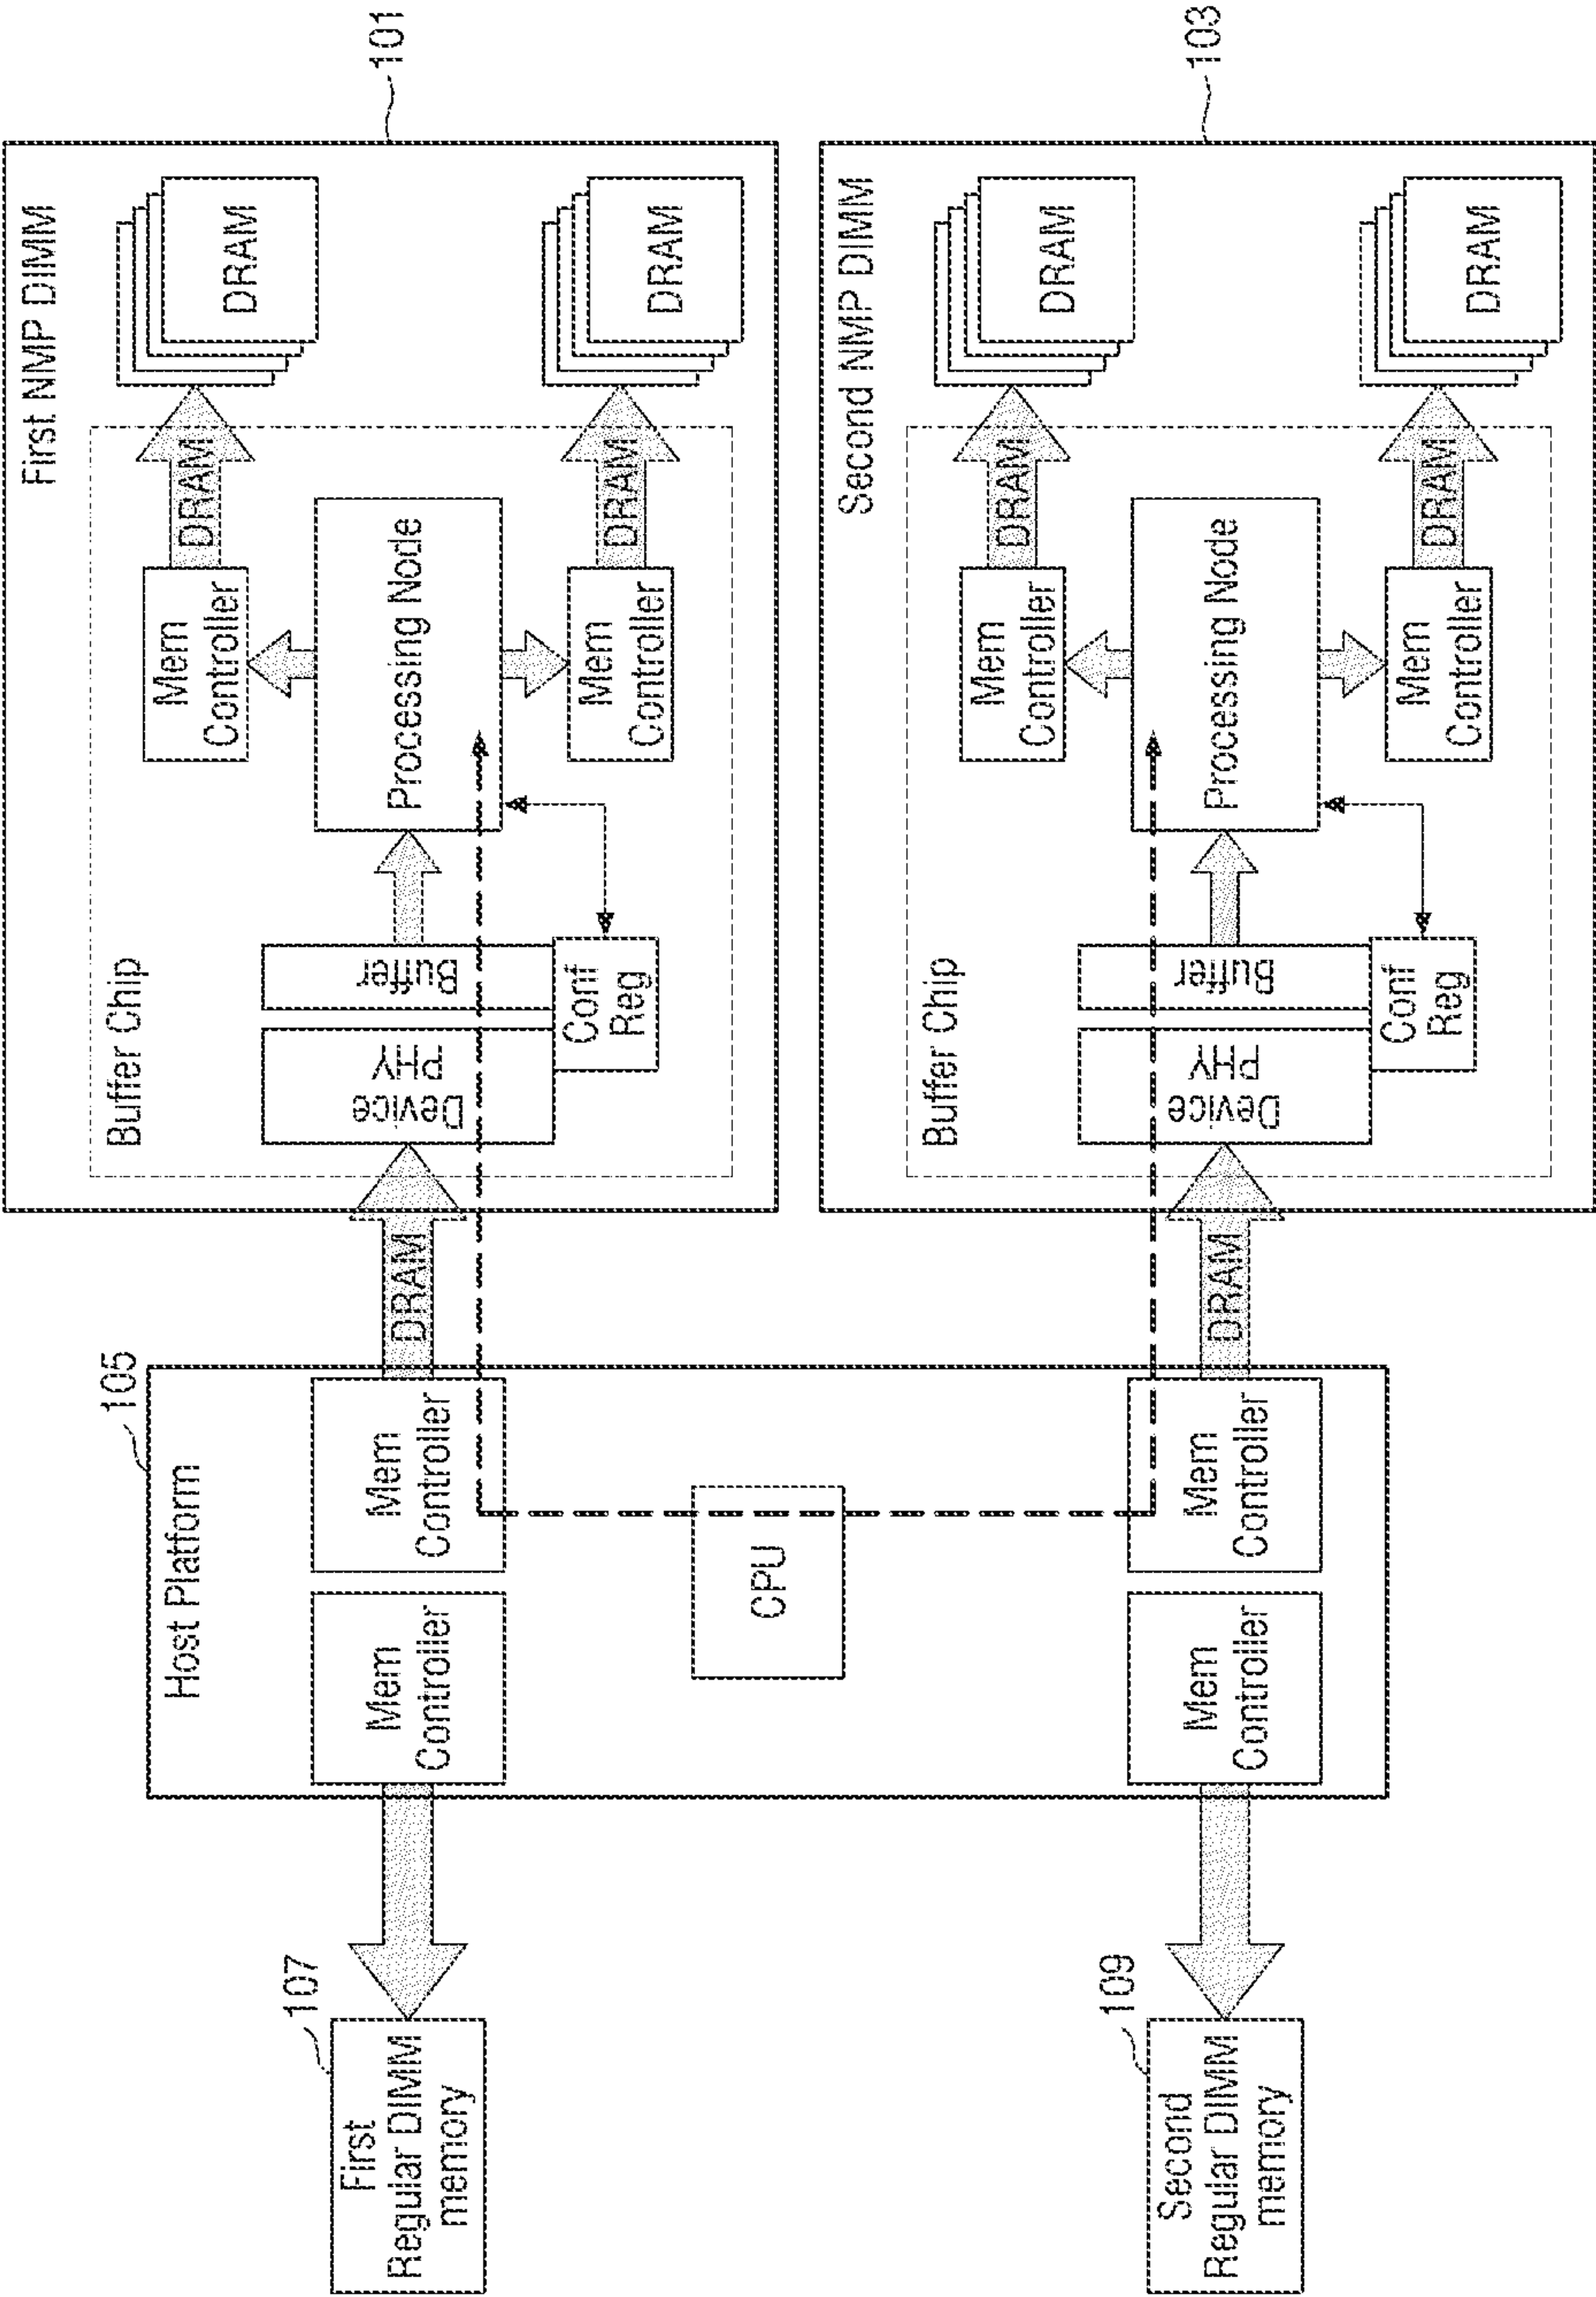 First NMP DIMM
101
Buffer Chip
Device
PHY
Buffer
Conf
Reg
Processing Node
Mem
Controller
DRAM
DRAM
Mem
Controller
DRAM
DRAM
DRAM
Second NMP DIMM
103
Buffer Chip
Device
PHY
Buffer
Conf
Reg
Processing Node
Mem
Controller
DRAM
DRAM
Mem
Controller
DRAM
DRAM
DRAM
105
Host Platform
Mem
Controller
Mem
Controller
CPU
Mem
Controller
Mem
Controller
107
First
Regular DIMM
memory
109
Second
Regular DIMM
memory